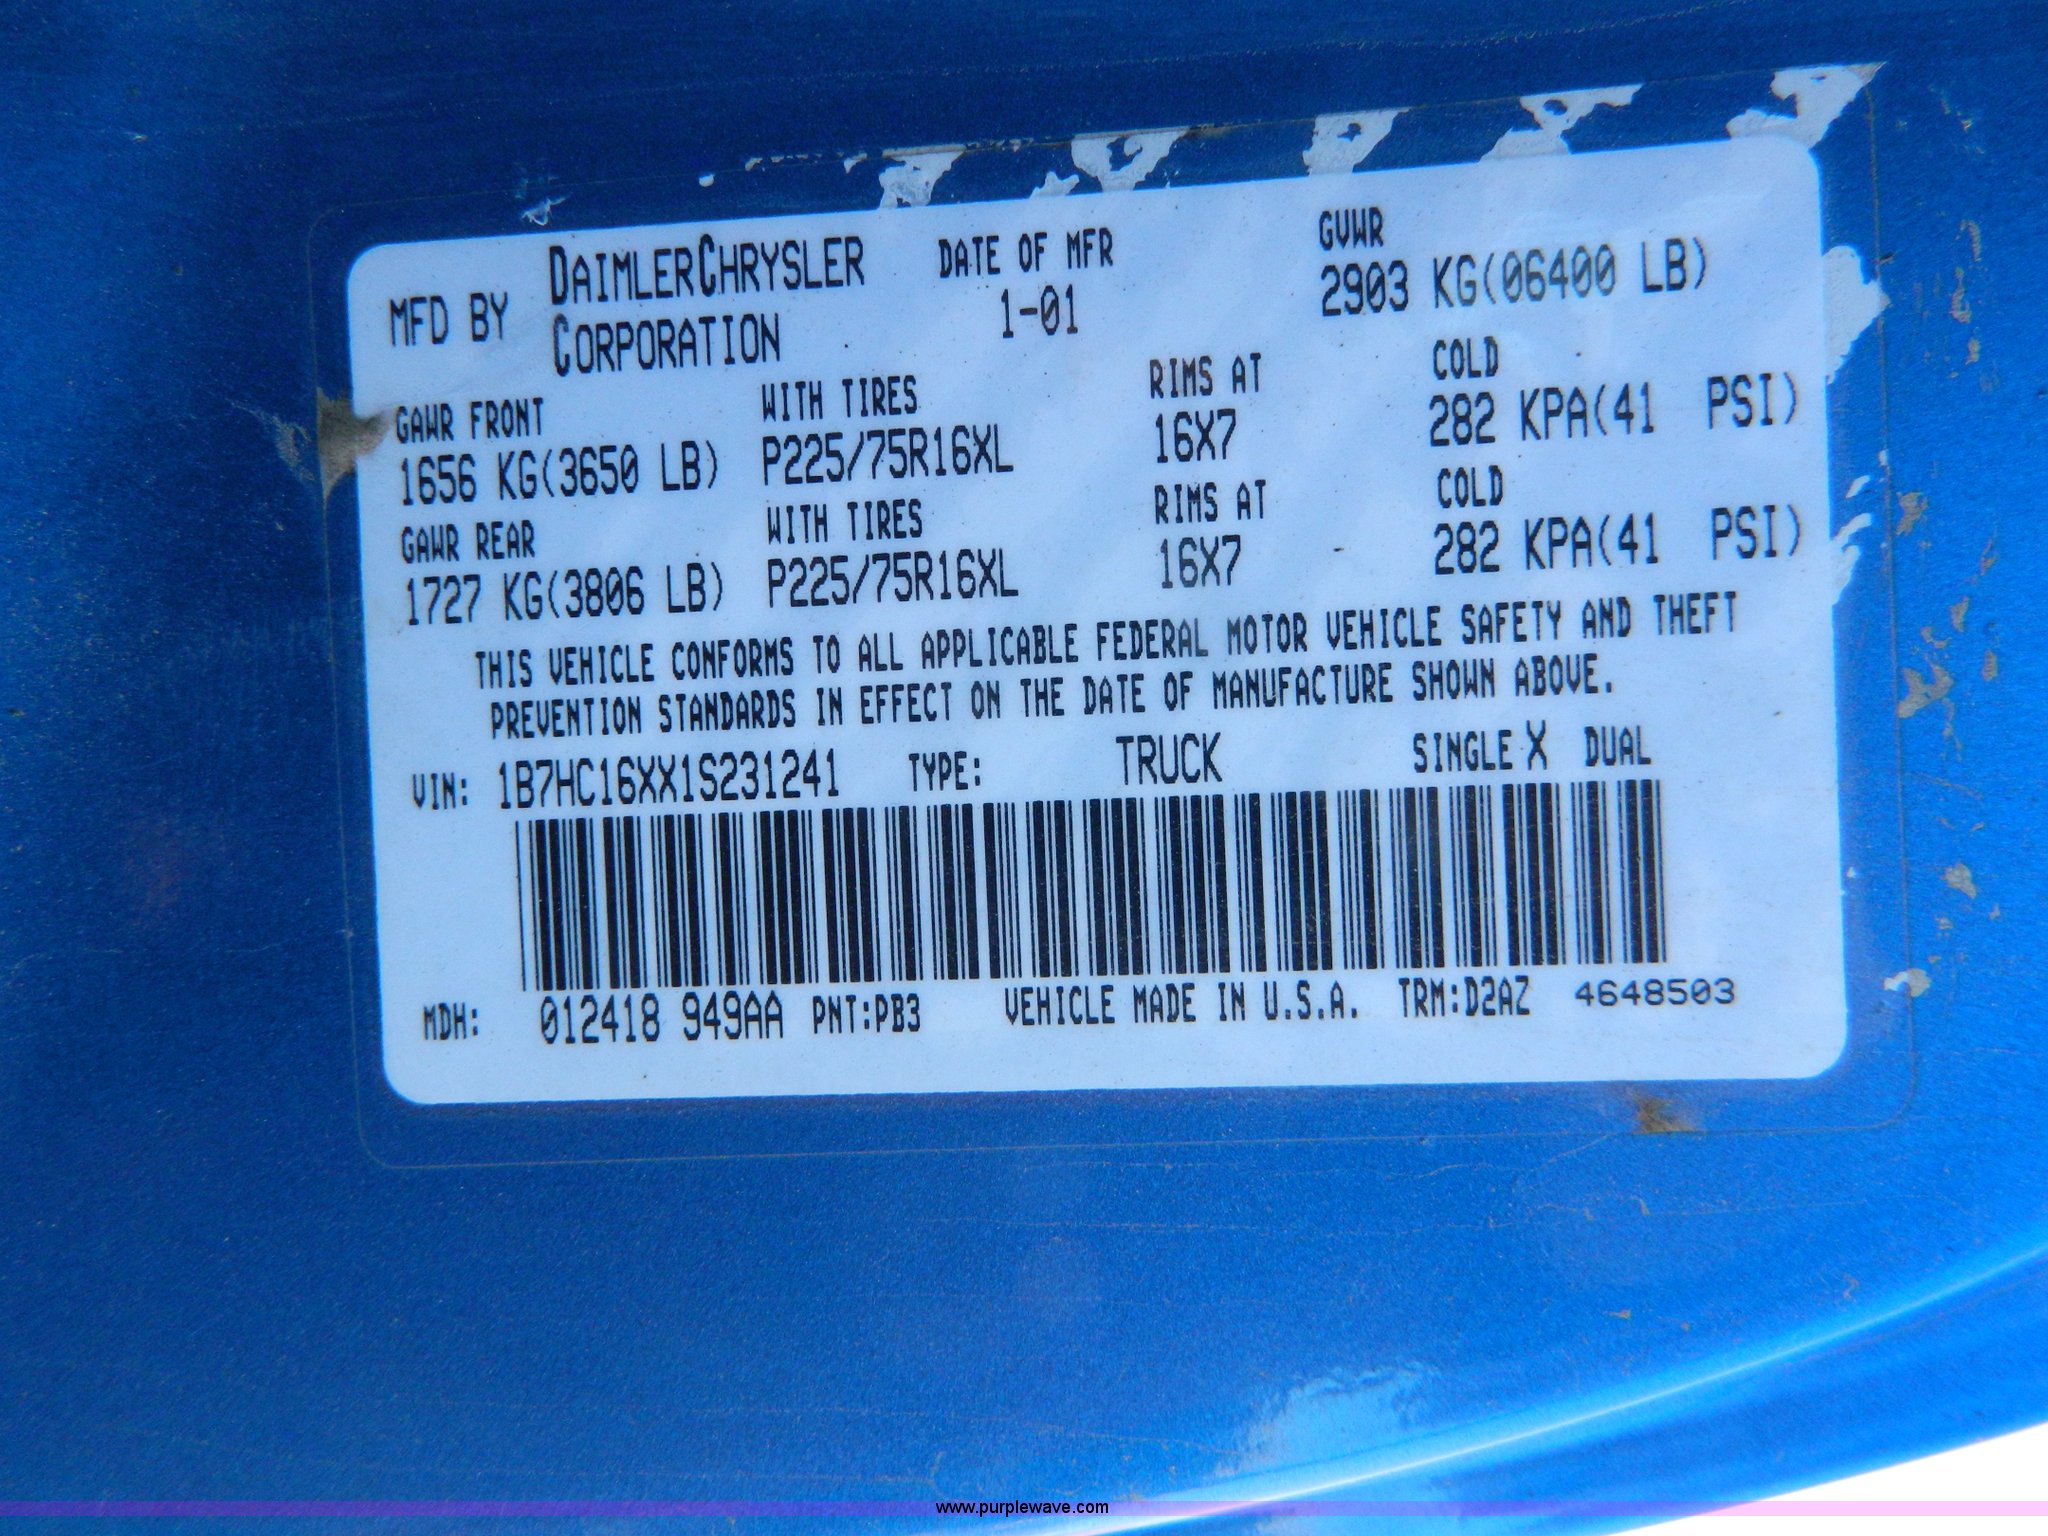 MFD BY DAIMLERCHRYSLER CORPORATION
DATE OF MFR
1-01
GVWR
2903 KG(06400 LB)
GAWR FRONT WITH TIRES RIMS AT COLD
1656 KG(3650 LB) P225/75R16XL 16X7 282 KPA(41 PSI)
GAWR REAR WITH TIRES RIMS AT COLD
1727 KG(3806 LB) P225/75R16XL 16X7 282 KPA(41 PSI)
THIS VEHICLE CONFORMS TO ALL APPLICABLE FEDERAL MOTOR VEHICLE SAFETY AND THEFT
PREVENTION STANDARDS IN EFFECT ON THE DATE OF MANUFACTURE SHOWN ABOVE.
VIN: 1B7HC16XX1S231241 TYPE: TRUCK SINGLE X DUAL
MDH: 012418 949AA PNT:PB3 VEHICLE MADE IN U.S.A. TRM:D2AZ 4648503
www.purplewave.com